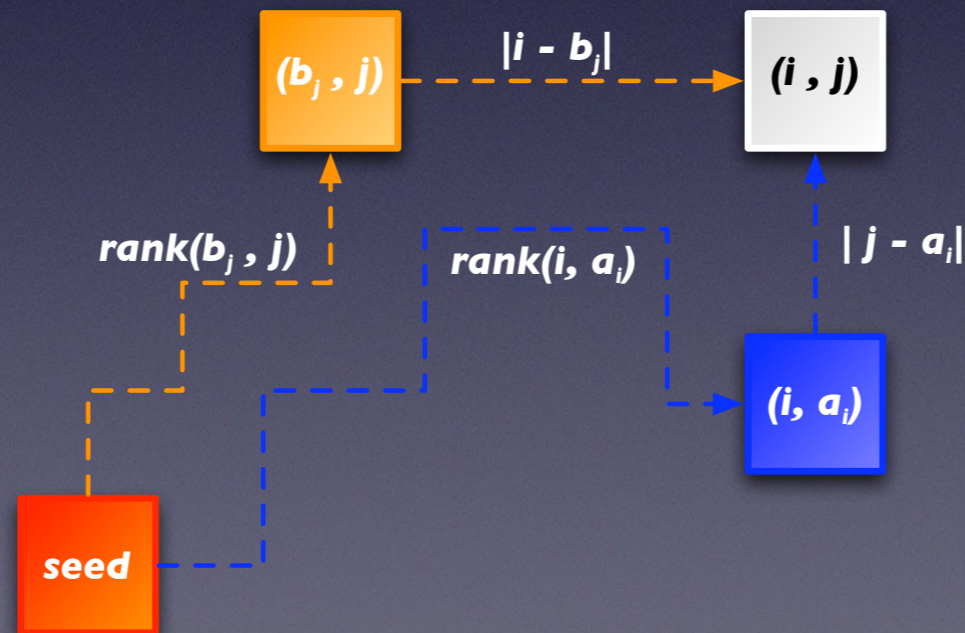 |i - bⱼ|
(bⱼ , j)
(i , j)
rank(bⱼ , j)
rank(i, aᵢ)
| j - aᵢ|
(i, aᵢ)
seed